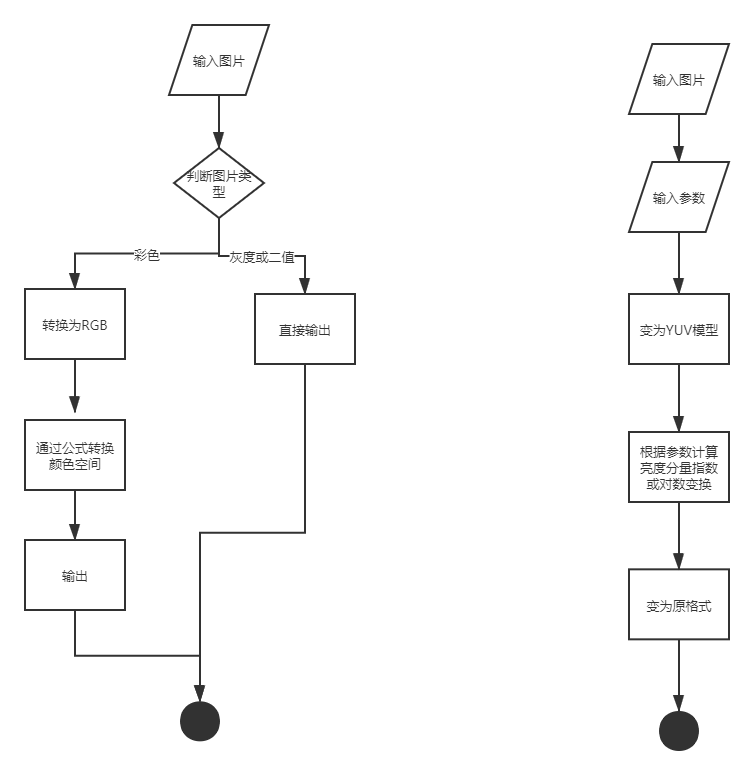 输入图片
判断图片类
型
彩色
灰度或二值
转换为RGB
直接输出
通过公式转换
颜色空间
输出
输入图片
输入参数
变为YUV模型
根据参数计算
亮度分量指数
或对数变换
变为原格式